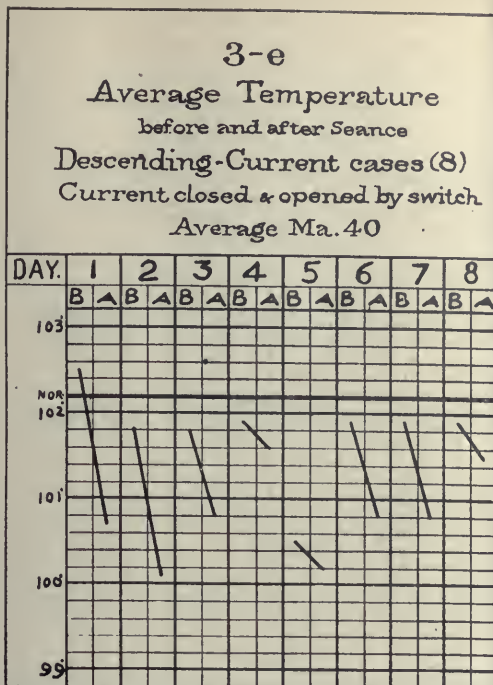 3-e
Average Temperature
before and after Seance
Descending-Current cases (8)
Current closed & opened by switch
Average Ma. 40
DAY. 1 2 3 4 5 6 7 8
B A B A B A B A B A B A B A B A
103°
NOR.
102°
101°
100°
99°